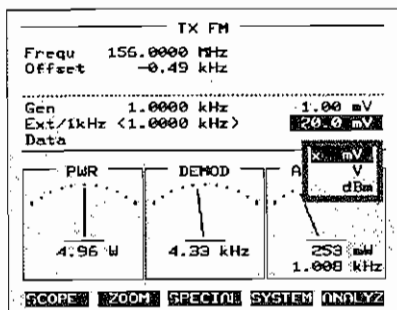 TX FM
Frequ 156.0000 MHz
Offset -0.49 kHz
Gen 1.0000 kHz 1.00 mV
Ext/1kHz <1.0000 kHz> 20.0 mV
Data
x mV
V
dBm
PWR
4.96 W
DEMOD
4.33 kHz
A
253 mW
1.008 kHz
SCOPE ZOOM SPECIAL SYSTEM ANALYZ